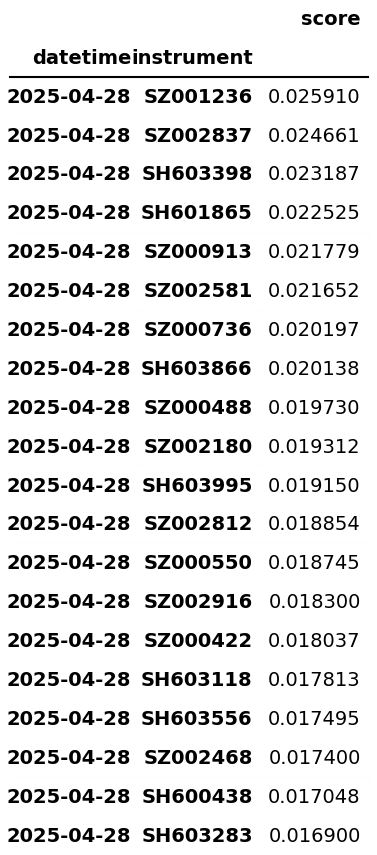 score
datetime instrument
2025-04-28 SZ001236 0.025910
2025-04-28 SZ002837 0.024661
2025-04-28 SH603398 0.023187
2025-04-28 SH601865 0.022525
2025-04-28 SZ000913 0.021779
2025-04-28 SZ002581 0.021652
2025-04-28 SZ000736 0.020197
2025-04-28 SH603866 0.020138
2025-04-28 SZ000488 0.019730
2025-04-28 SZ002180 0.019312
2025-04-28 SH603995 0.019150
2025-04-28 SZ002812 0.018854
2025-04-28 SZ000550 0.018745
2025-04-28 SZ002916 0.018300
2025-04-28 SZ000422 0.018037
2025-04-28 SH603118 0.017813
2025-04-28 SH603556 0.017495
2025-04-28 SZ002468 0.017400
2025-04-28 SH600438 0.017048
2025-04-28 SH603283 0.016900